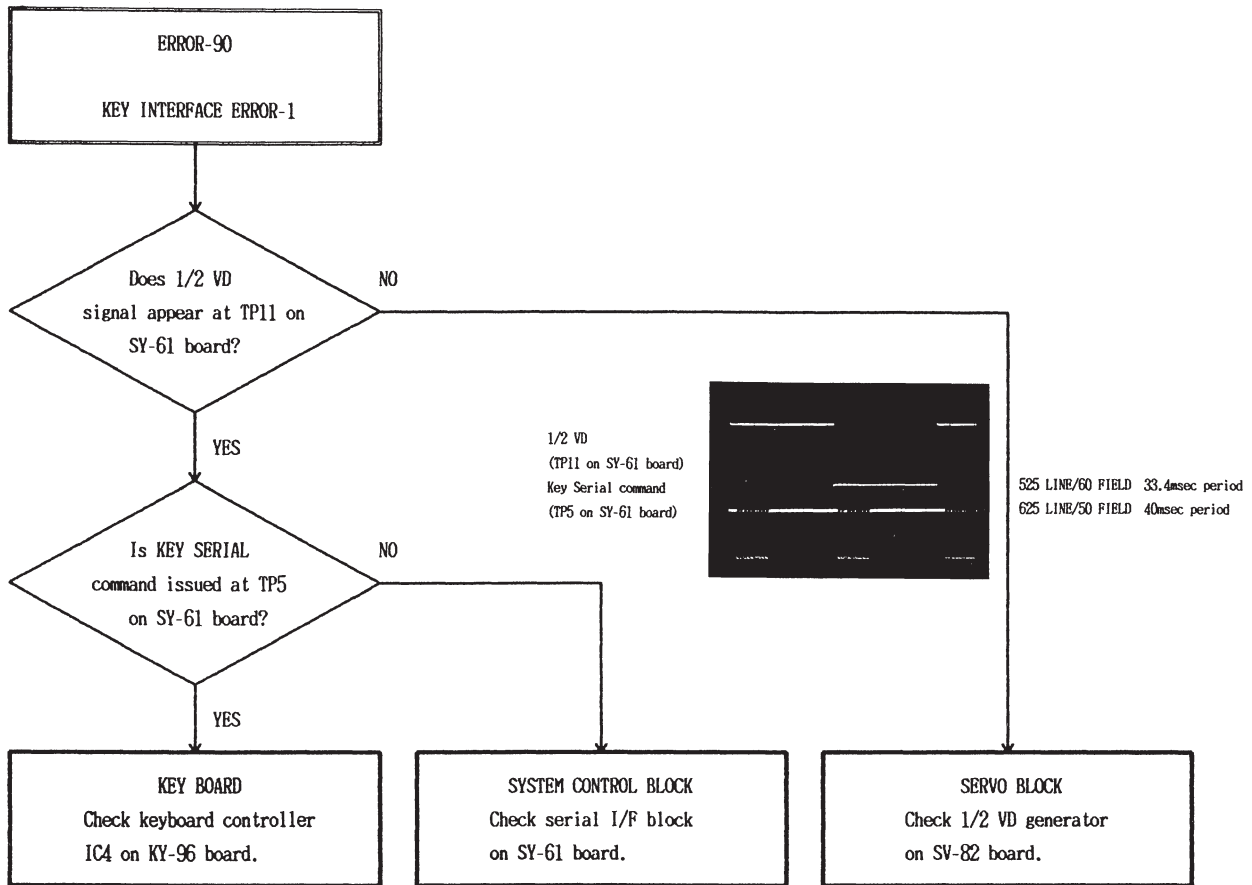 ERROR-90
KEY INTERFACE ERROR-1
Does 1/2 VD
signal appear at TP11 on
SY-61 board?
NO
YES
1/2 VD
(TP11 on SY-61 board)
Key Serial command
(TP5 on SY-61 board)
525 LINE/60 FIELD 33.4msec period
625 LINE/50 FIELD 40msec period
Is KEY SERIAL
command issued at TP5
on SY-61 board?
NO
YES
KEY BOARD
Check keyboard controller
IC4 on KY-96 board.
SYSTEM CONTROL BLOCK
Check serial I/F block
on SY-61 board.
SERVO BLOCK
Check 1/2 VD generator
on SV-82 board.